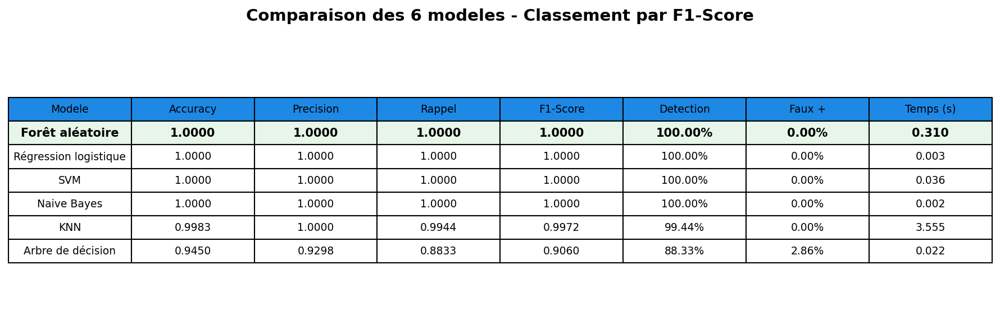 Comparaison des 6 modeles - Classement par F1-Score
Modele Accuracy Precision Rappel F1-Score Detection Faux + Temps (s)
Forêt aléatoire 1.0000 1.0000 1.0000 1.0000 100.00% 0.00% 0.310
Régression logistique 1.0000 1.0000 1.0000 1.0000 100.00% 0.00% 0.003
SVM 1.0000 1.0000 1.0000 1.0000 100.00% 0.00% 0.036
Naive Bayes 1.0000 1.0000 1.0000 1.0000 100.00% 0.00% 0.002
KNN 0.9983 1.0000 0.9944 0.9972 99.44% 0.00% 3.555
Arbre de décision 0.9450 0.9298 0.8833 0.9060 88.33% 2.86% 0.022